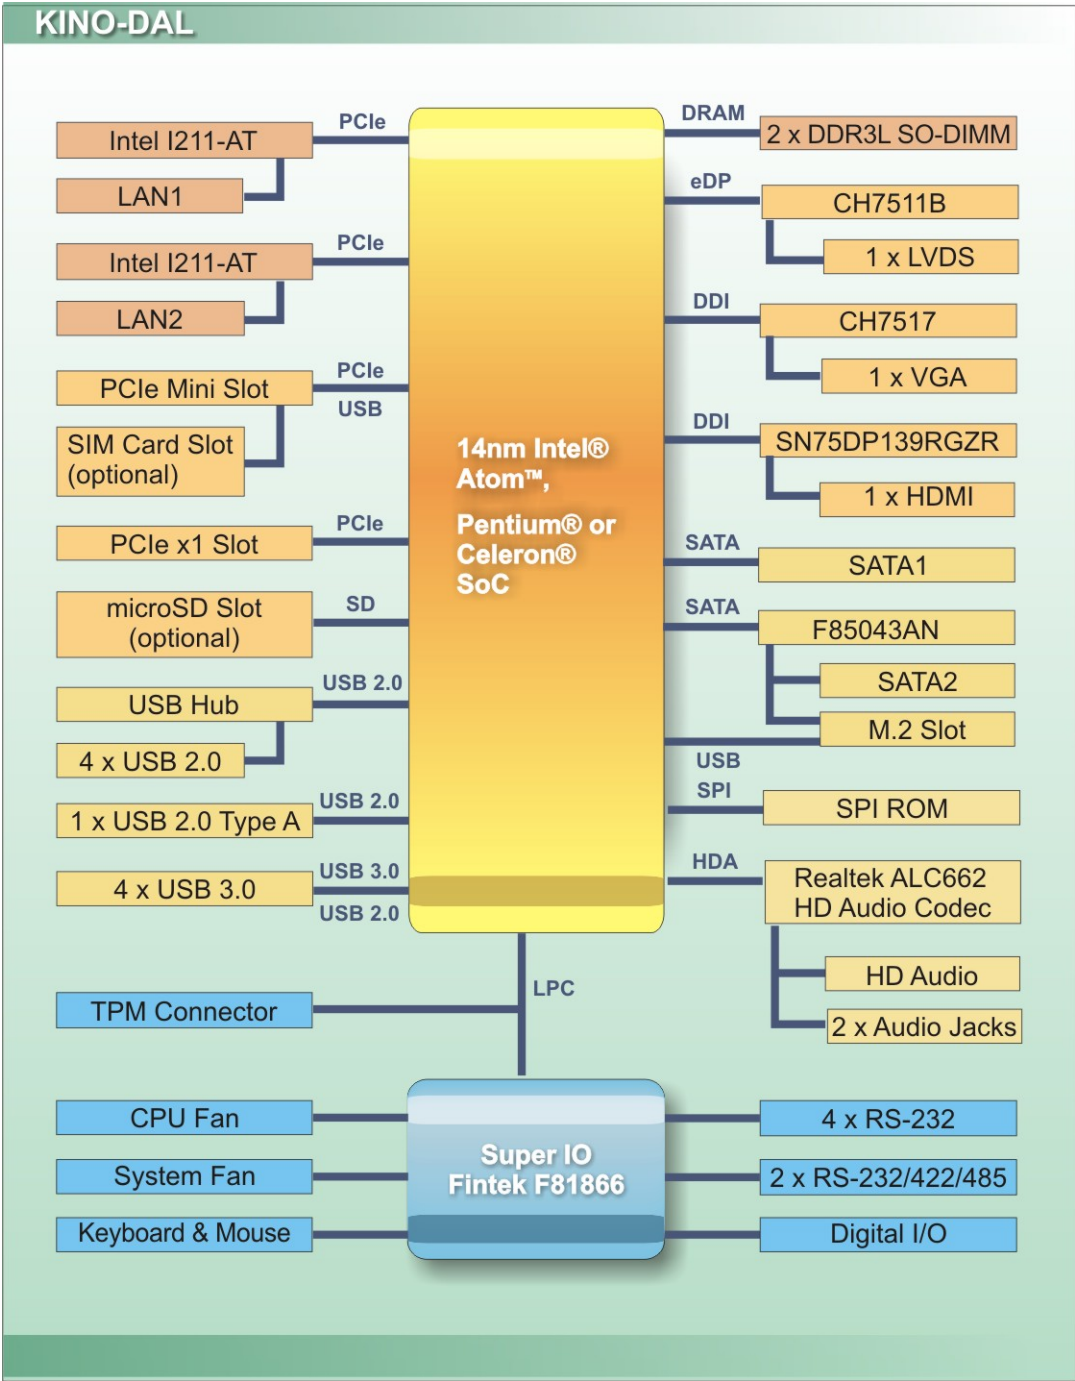 KINO-DAL
PCIe
Intel I211-AT
LAN1
PCIe
Intel I211-AT
LAN2
PCIe
PCIe Mini Slot
USB
SIM Card Slot
(optional)
PCIe
PCIe x1 Slot
SD
microSD Slot
(optional)
USB 2.0
USB Hub
4 x USB 2.0
USB 2.0
1 x USB 2.0 Type A
USB 3.0
4 x USB 3.0
USB 2.0
14nm Intel®
Atom™,
Pentium® or
Celeron®
SoC
DRAM
2 x DDR3L SO-DIMM
eDP
CH7511B
1 x LVDS
DDI
CH7517
1 x VGA
DDI
SN75DP139RGZR
1 x HDMI
SATA
SATA1
SATA
F85043AN
SATA2
M.2 Slot
USB
SPI
SPI ROM
HDA
Realtek ALC662
HD Audio Codec
HD Audio
2 x Audio Jacks
LPC
TPM Connector
CPU Fan
System Fan
Keyboard & Mouse
Super IO
Fintek F81866
4 x RS-232
2 x RS-232/422/485
Digital I/O